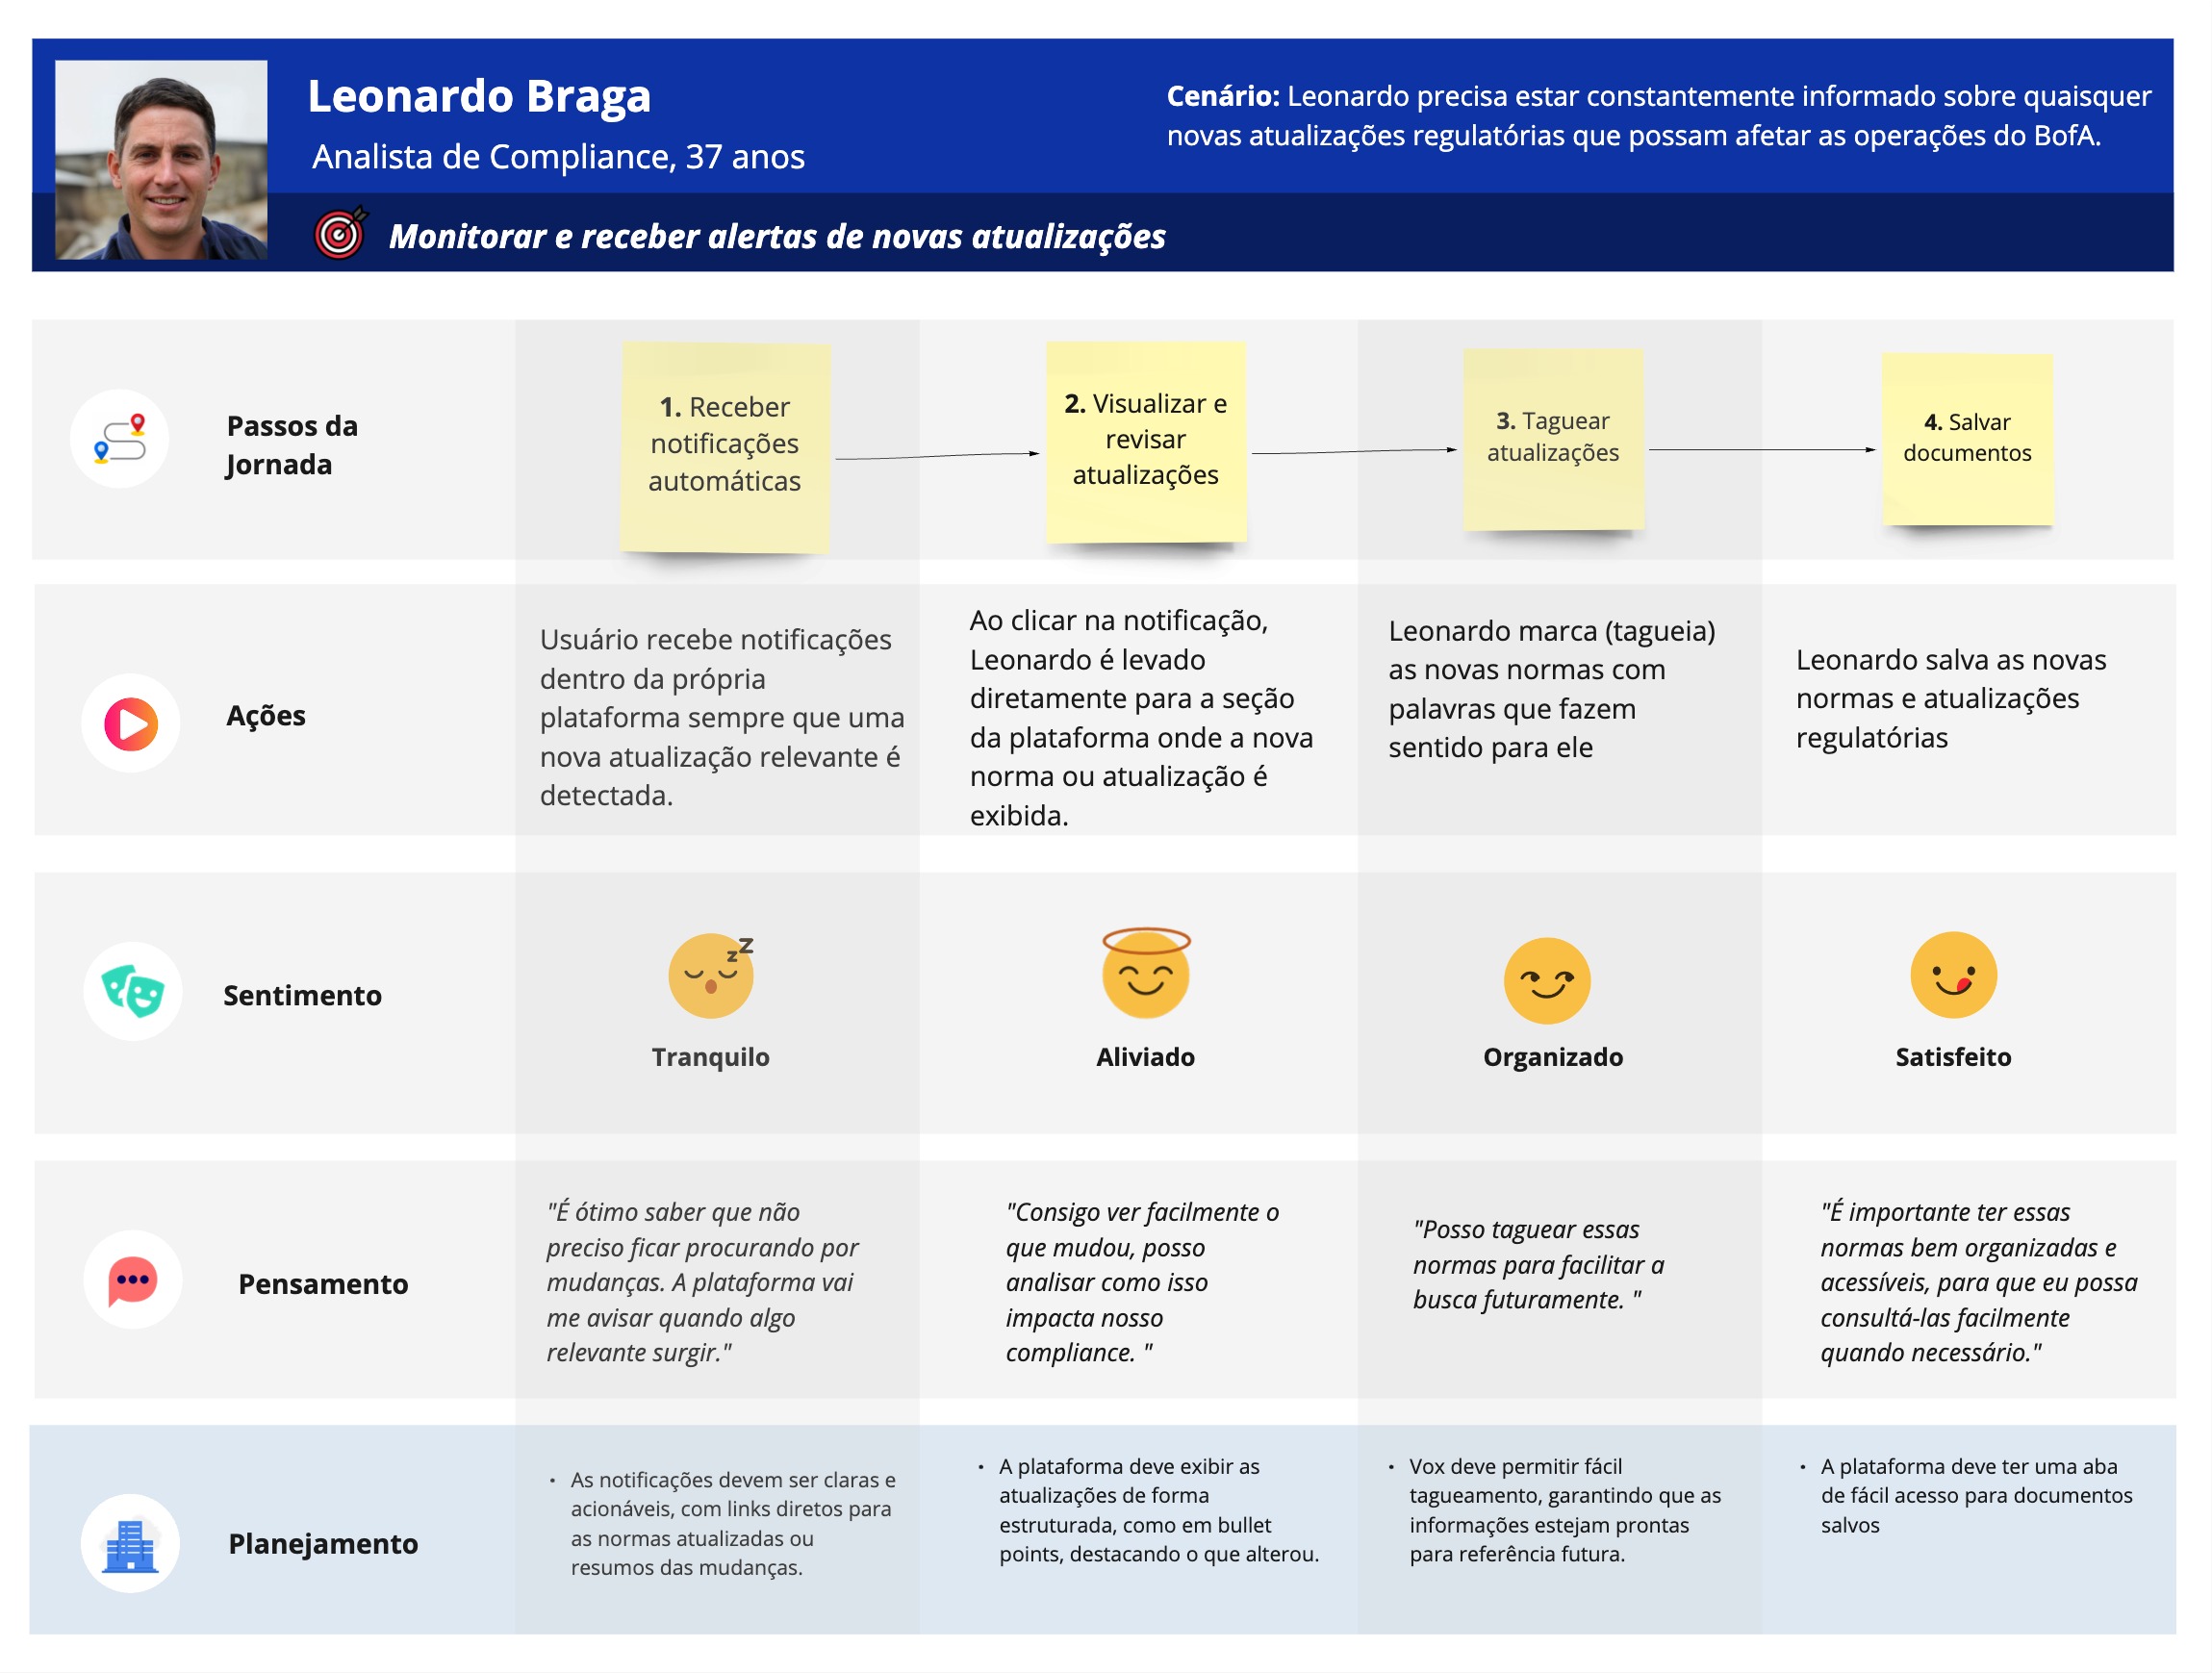 Leonardo Braga
Analista de Compliance, 37 anos
Cenário: Leonardo precisa estar constantemente informado sobre quaisquer
novas atualizações regulatórias que possam afetar as operações do BofA.
Monitorar e receber alertas de novas atualizações
Passos da
Jornada
1. Receber
notificações
automáticas
2. Visualizar e
revisar
atualizações
3. Taguear
atualizações
4. Salvar
documentos
Ações
Usuário recebe notificações
dentro da própria
plataforma sempre que uma
nova atualização relevante é
detectada.
Ao clicar na notificação,
Leonardo é levado
diretamente para a seção
da plataforma onde a nova
norma ou atualização é
exibida.
Leonardo marca (tagueia)
as novas normas com
palavras que fazem
sentido para ele
Leonardo salva as novas
normas e atualizações
regulatórias
Sentimento
z z
Tranquilo
Aliviado
Organizado
Satisfeito
Pensamento
"É ótimo saber que não
preciso ficar procurando por
mudanças. A plataforma vai
me avisar quando algo
relevante surgir."
"Consigo ver facilmente o
que mudou, posso
analisar como isso
impacta nosso
compliance. "
"Posso taguear essas
normas para facilitar a
busca futuramente. "
"É importante ter essas
normas bem organizadas e
acessíveis, para que eu possa
consultá-las facilmente
quando necessário."
Planejamento
• As notificações devem ser claras e
acionáveis, com links diretos para
as normas atualizadas ou
resumos das mudanças.
• A plataforma deve exibir as
atualizações de forma
estruturada, como em bullet
points, destacando o que alterou.
• Vox deve permitir fácil
tagueamento, garantindo que as
informações estejam prontas
para referência futura.
• A plataforma deve ter uma aba
de fácil acesso para documentos
salvos